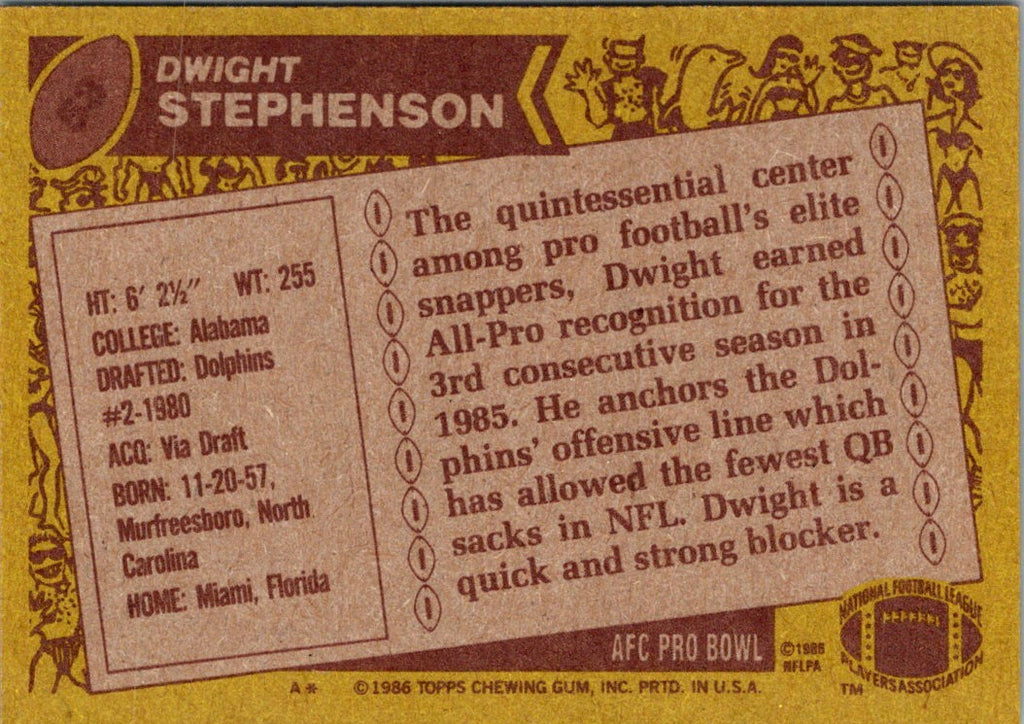 DWIGHT
STEPHENSON
HT: 6' 2½" WT: 255
COLLEGE: Alabama
DRAFTED: Dolphins
#2-1980
ACQ: Via Draft
BORN: 11-20-57,
Murfreesboro, North
Carolina
HOME: Miami, Florida
The quintessential center
among pro football's elite
snappers, Dwight earned
All-Pro recognition for the
3rd consecutive season in
1985. He anchors the Dol-
phins' offensive line which
has allowed the fewest QB
sacks in NFL. Dwight is a
quick and strong blocker.
AFC PRO BOWL
©1986
NFLPA
NATIONAL FOOTBALL LEAGUE
PLAYERS ASSOCIATION
TM
A* ©1986 TOPPS CHEWING GUM, INC. PRTD. IN U.S.A.